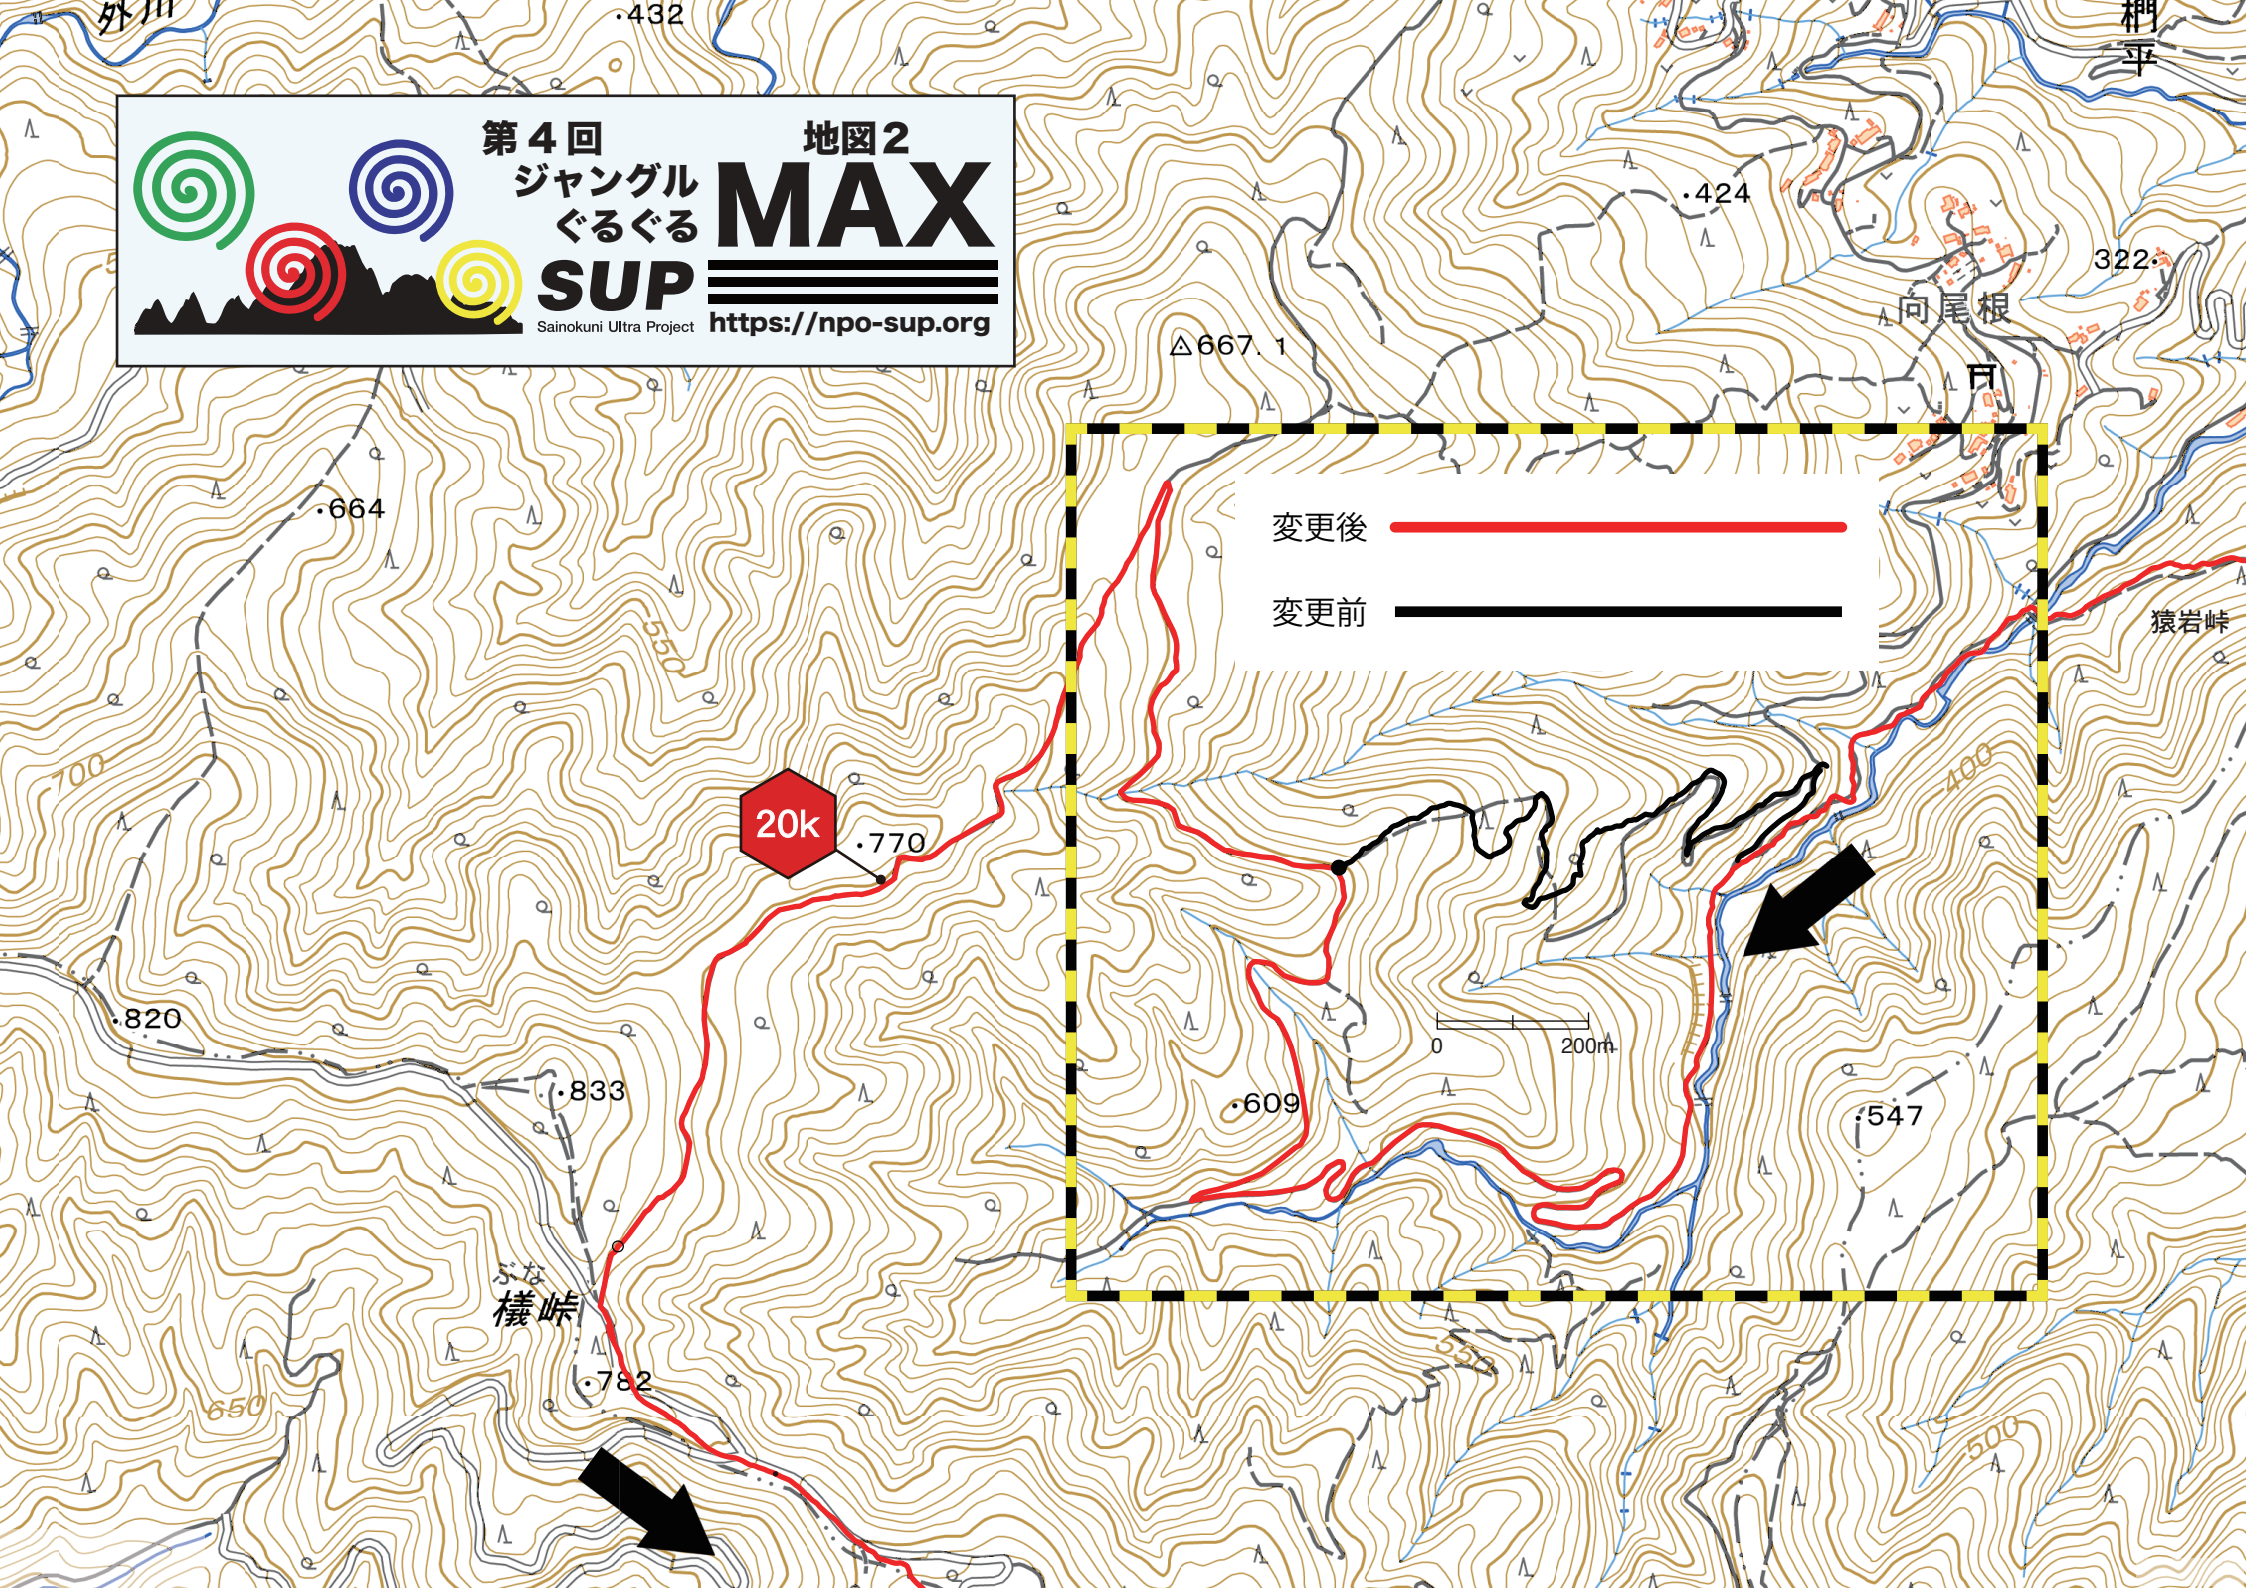 外川
432
椚平
第4回
ジャングル
ぐるぐる
SUP
Sainokuni Ultra Project
地図2
MAX
https://npo-sup.org
424
322
向尾根
667.1
664
変更後
変更前
猿岩峠
550
700
400
20k
770
820
833
0 200m
609
547
ぶな
橅峠
782
650
550
500